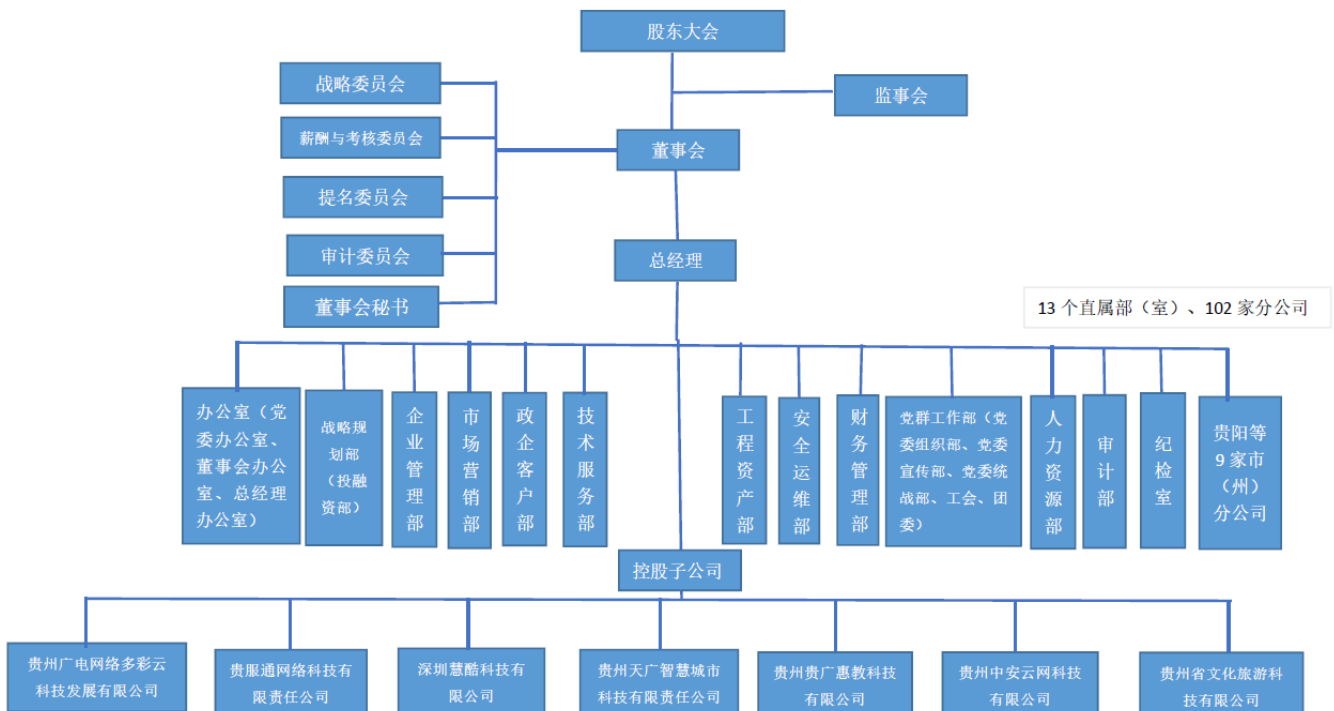 股东大会
战略委员会
监事会
薪酬与考核委员会
董事会
提名委员会
审计委员会
总经理
董事会秘书
13 个直属部（室）、102 家分公司
办公室（党
委办公室、
董事会办公
室、总经理
办公室）
战略规
划部
（投融
资部）
企业管理部
市场营销部
政企客户部
技术服务部
工程资产部
安全运维部
财务管理部
党群工作部（党
委组织部、党委
宣传部、党委统
战部、工会、团
委）
人力资源部
审计部
纪检室
贵阳等
9 家市
（州）
分公司
控股子公司
贵州广电网络多彩云
科技发展有限公司
贵服通网络科技有
限责任公司
深圳慧酷科技有
限公司
贵州天广智慧城市
科技有限责任公司
贵州贵广惠教科技
有限公司
贵州中安云网科技
有限公司
贵州省文化旅游科
技有限公司